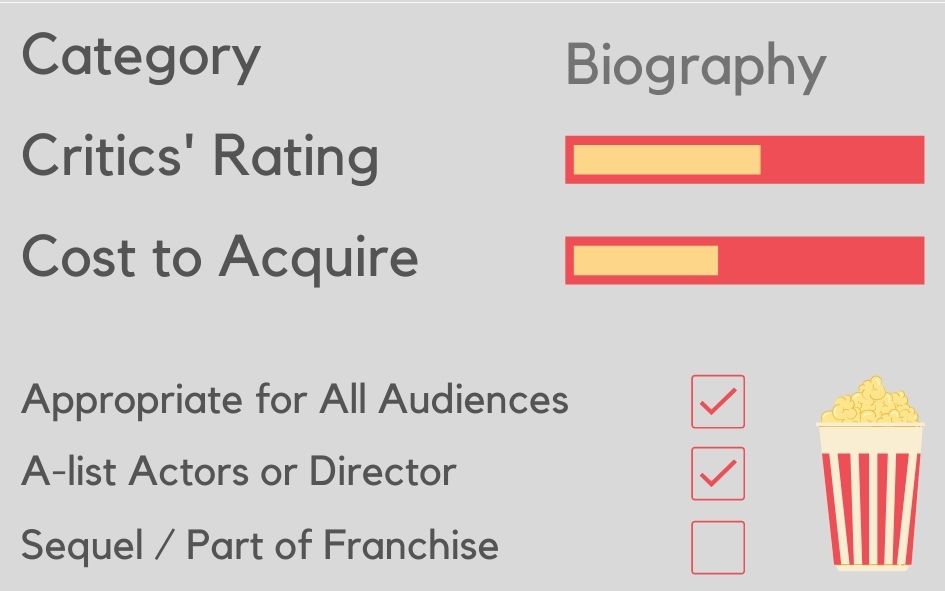 Category Biography
Critics' Rating
Cost to Acquire
Appropriate for All Audiences
A-list Actors or Director
Sequel / Part of Franchise